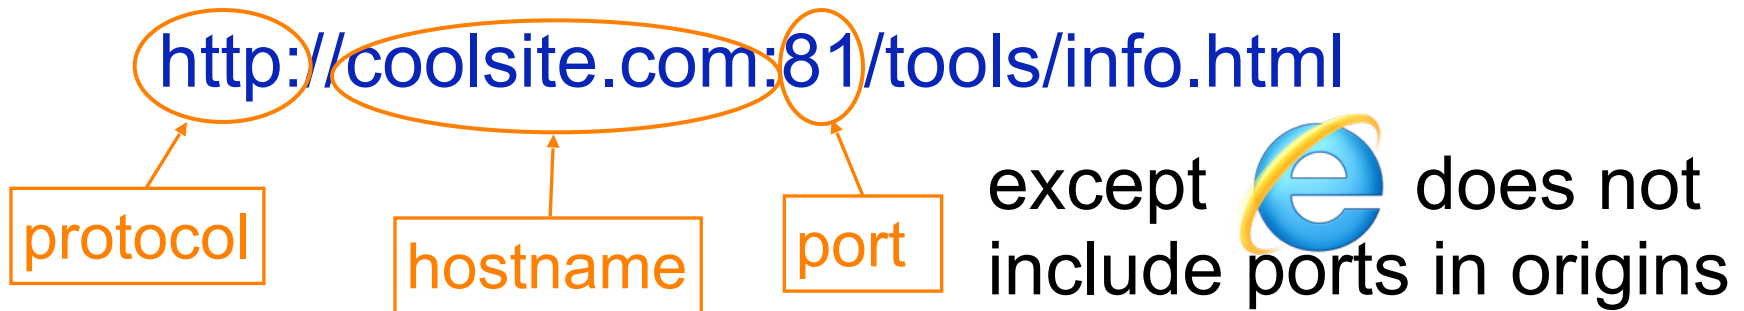 http://coolsite.com:81/tools/info.html
protocol
hostname
port
except does not
include ports in origins